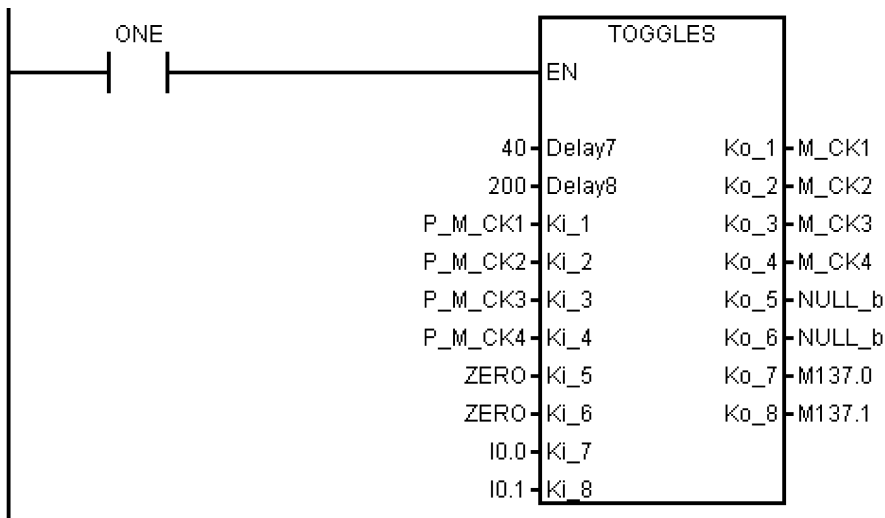 ONE
TOGGLES
EN
40 Delay7 Ko_1 M_CK1
200 Delay8 Ko_2 M_CK2
P_M_CK1 Ki_1 Ko_3 M_CK3
P_M_CK2 Ki_2 Ko_4 M_CK4
P_M_CK3 Ki_3 Ko_5 NULL_b
P_M_CK4 Ki_4 Ko_6 NULL_b
ZERO Ki_5 Ko_7 M137.0
ZERO Ki_6 Ko_8 M137.1
I0.0 Ki_7
I0.1 Ki_8